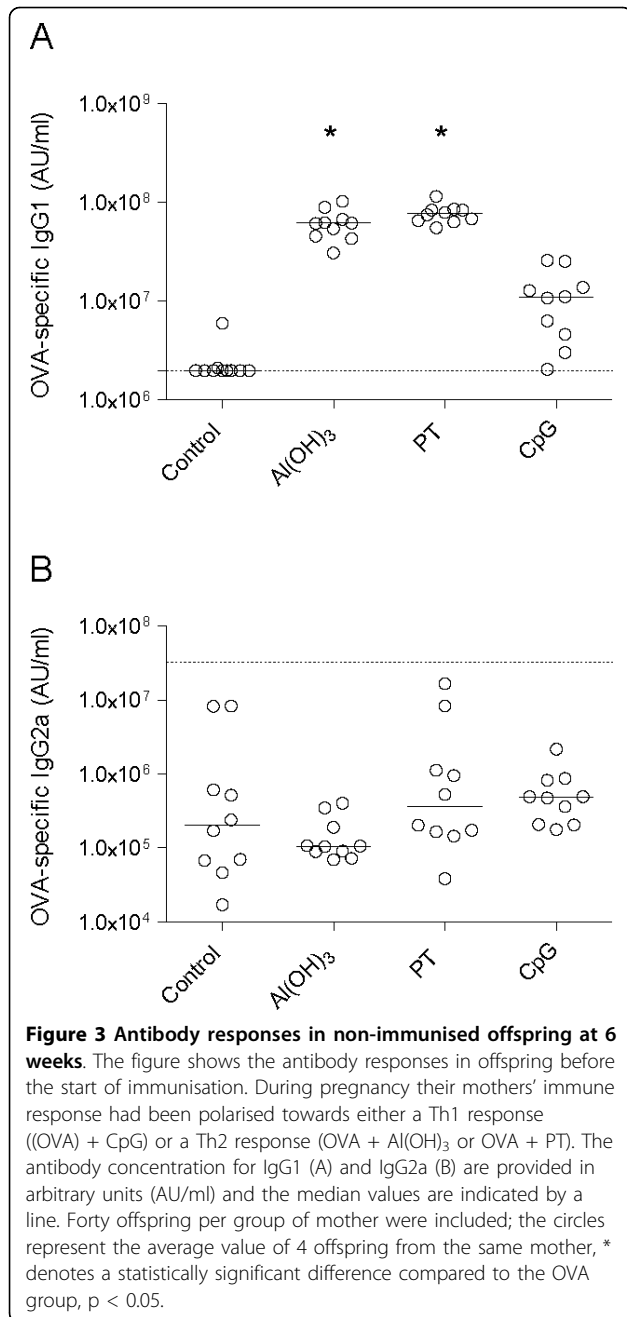 A
OVA-specific IgG1 (AU/ml)
1.0x10⁹
1.0x10⁸
1.0x10⁷
1.0x10⁶
* *
Control Al(OH)₃ PT CpG
B
OVA-specific IgG2a (AU/ml)
1.0x10⁸
1.0x10⁷
1.0x10⁶
1.0x10⁵
1.0x10⁴
Control Al(OH)₃ PT CpG
Figure 3 Antibody responses in non-immunised offspring at 6
weeks. The figure shows the antibody responses in offspring before
the start of immunisation. During pregnancy their mothers' immune
response had been polarised towards either a Th1 response
((OVA) + CpG) or a Th2 response (OVA + Al(OH)₃ or OVA + PT). The
antibody concentration for IgG1 (A) and IgG2a (B) are provided in
arbitrary units (AU/ml) and the median values are indicated by a
line. Forty offspring per group of mother were included; the circles
represent the average value of 4 offspring from the same mother, *
denotes a statistically significant difference compared to the OVA
group, p < 0.05.